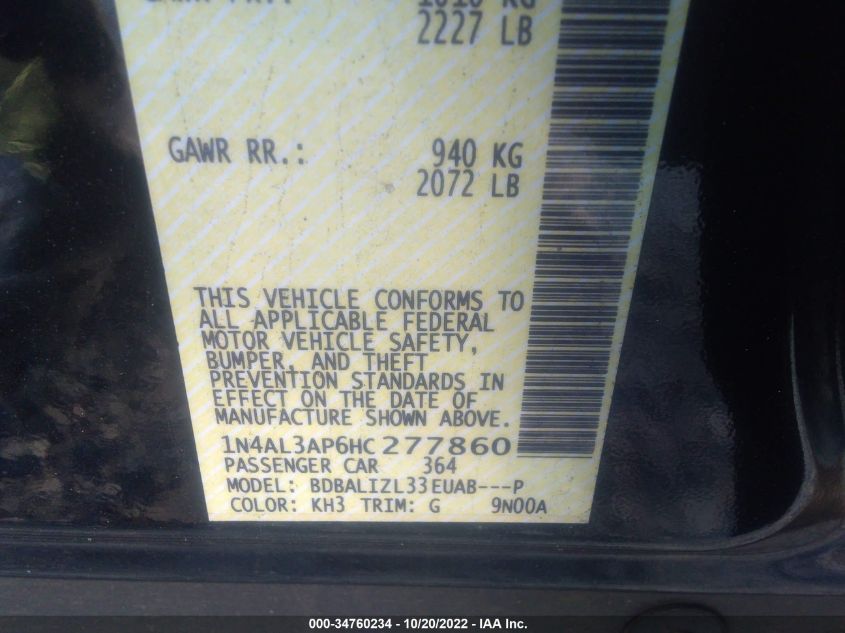 2227 LB
GAWR RR.: 940 KG
2072 LB
THIS VEHICLE CONFORMS TO
ALL APPLICABLE FEDERAL
MOTOR VEHICLE SAFETY,
BUMPER, AND THEFT
PREVENTION STANDARDS IN
EFFECT ON THE DATE OF
MANUFACTURE SHOWN ABOVE.
1N4AL3AP6HC 277860
PASSENGER CAR 364
MODEL: BDBALIZL33EUAB---P
COLOR: KH3 TRIM: G 9N00A
000-34760234 - 10/20/2022 - IAA Inc.